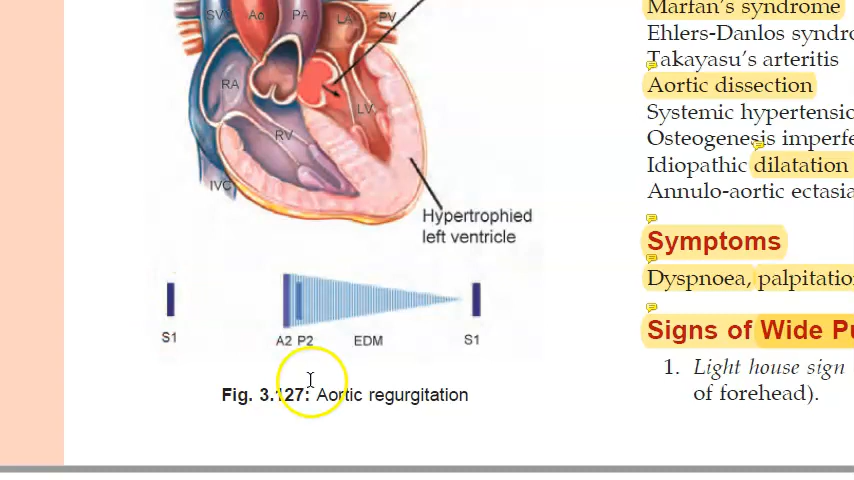 SV
Ao
PA
LA
PV
RA
LV
RV
IVC
Hypertrophied
left ventricle
S1
A2 P2
EDM
S1
Fig. 3.127: Aortic regurgitation
Marfan's syndrome
Ehlers-Danlos syndro
Takayasu's arteritis
Aortic dissection
Systemic hypertensio
Osteogenesis imperfe
Idiopathic dilatation
Annulo-aortic ectasia
Symptoms
Dyspnoea, palpitatio
Signs of Wide Pu
1. Light house sign
of forehead).